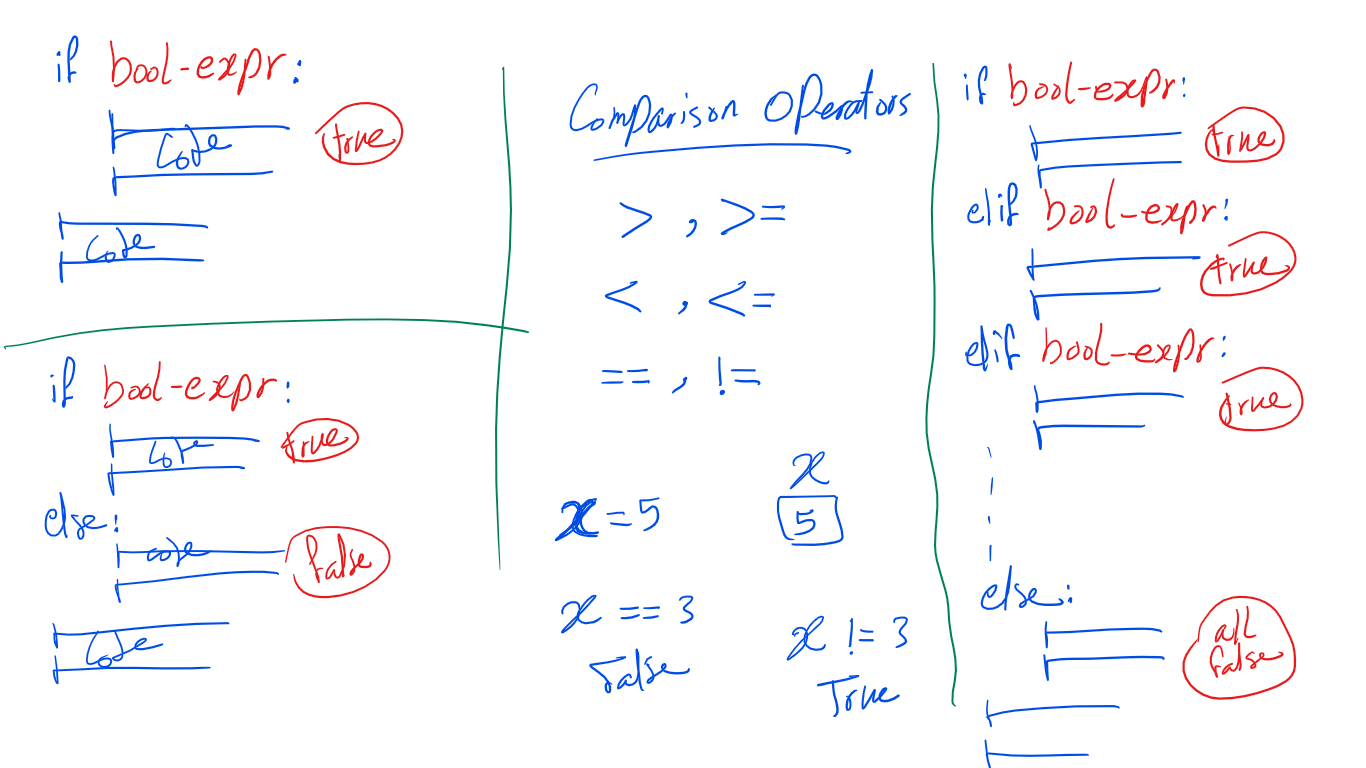 if bool-expr:
Code true
Code
if bool-expr:
Code true
else:
code false
Code
Comparison Operators
> , >=
< , <=
== , !=
x
x = 5 5
x == 3 x != 3
False True
if bool-expr:
true
elif bool-expr:
true
elif bool-expr:
true
else:
all
false